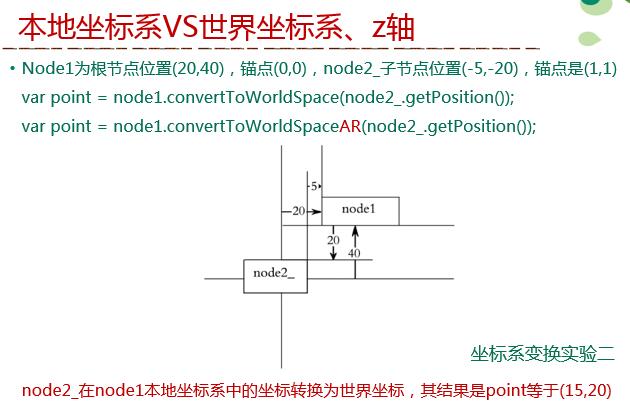 本地坐标系VS世界坐标系、z轴
• Node1为根节点位置(20,40)，锚点(0,0)，node2_子节点位置(-5,-20)，锚点是(1,1)
var point = node1.convertToWorldSpace(node2_.getPosition());
var point = node1.convertToWorldSpaceAR(node2_.getPosition());
5
20
node1
20
40
node2_
坐标系变换实验二
node2_在node1本地坐标系中的坐标转换为世界坐标，其结果是point等于(15,20)